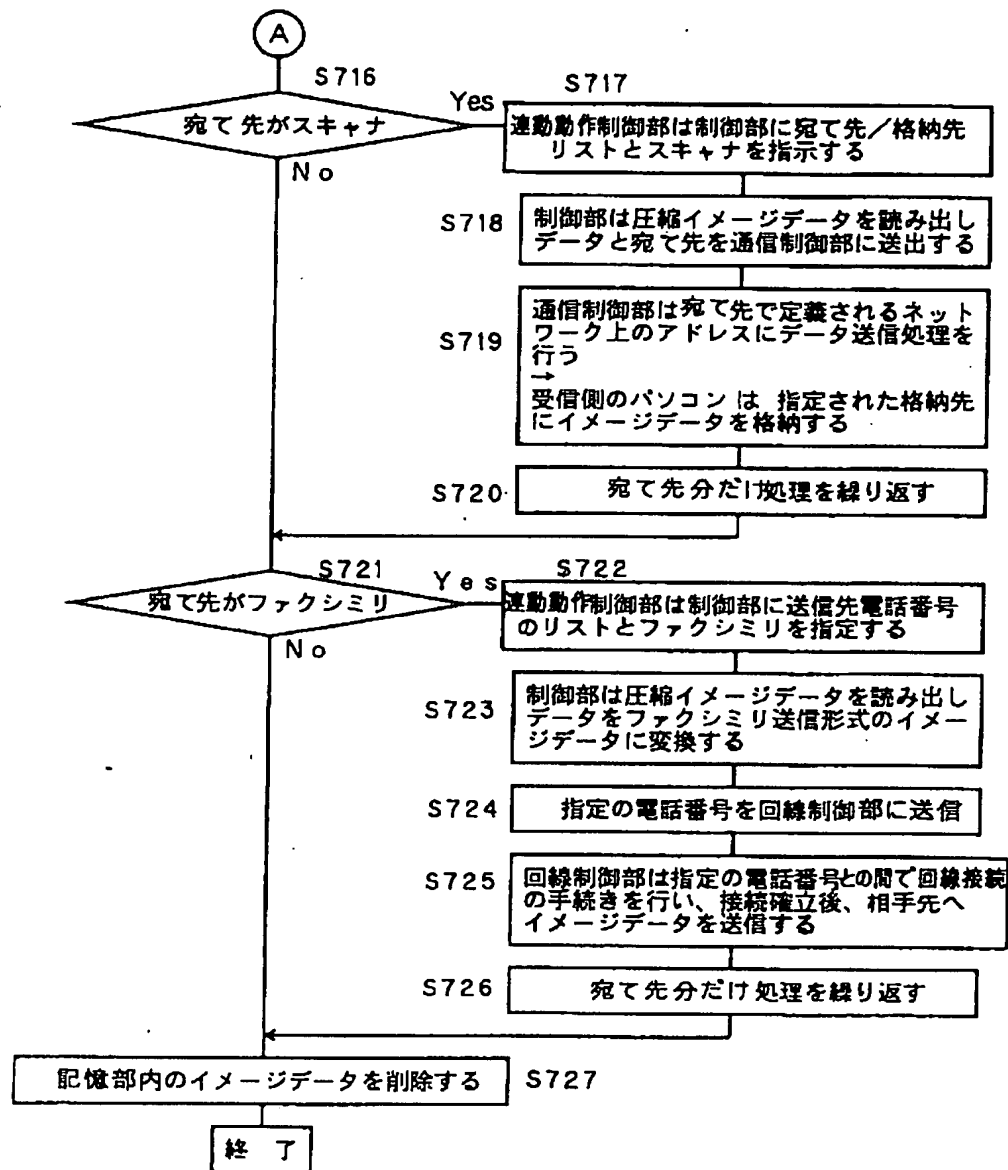 A
S716
宛て先がスキャナ
Yes
No
S717
連動動作制御部は制御部に宛て先／格納先
リストとスキャナを指示する
S718
制御部は圧縮イメージデータを読み出し
データと宛て先を通信制御部に送出する
S719
通信制御部は宛て先で定義されるネット
ワーク上のアドレスにデータ送信処理を
行う
→
受信側のパソコンは指定された格納先
にイメージデータを格納する
S720
宛て先分だけ処理を繰り返す
S721
宛て先がファクシミリ
Yes
No
S722
連動動作制御部は制御部に送信先電話番号
のリストとファクシミリを指定する
S723
制御部は圧縮イメージデータを読み出し
データをファクシミリ送信形式のイメー
ジデータに変換する
S724
指定の電話番号を回線制御部に送信
S725
回線制御部は指定の電話番号との間で回線接続
の手続きを行い、接続確立後、相手先へ
イメージデータを送信する
S726
宛て先分だけ処理を繰り返す
記憶部内のイメージデータを削除する
S727
終了